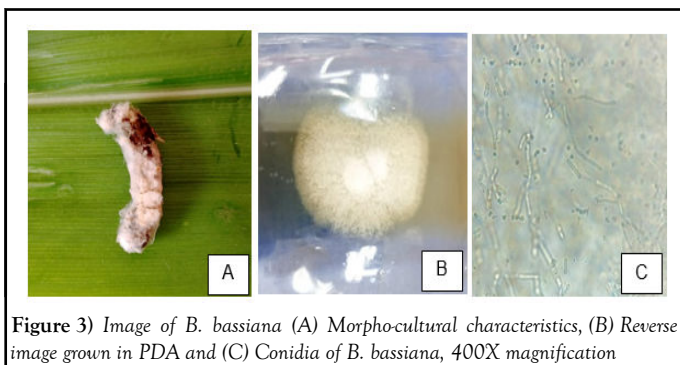 A
B
C
Figure 3) Image of B. bassiana (A) Morpho-cultural characteristics, (B) Reverse
image grown in PDA and (C) Conidia of B. bassiana, 400X magnification